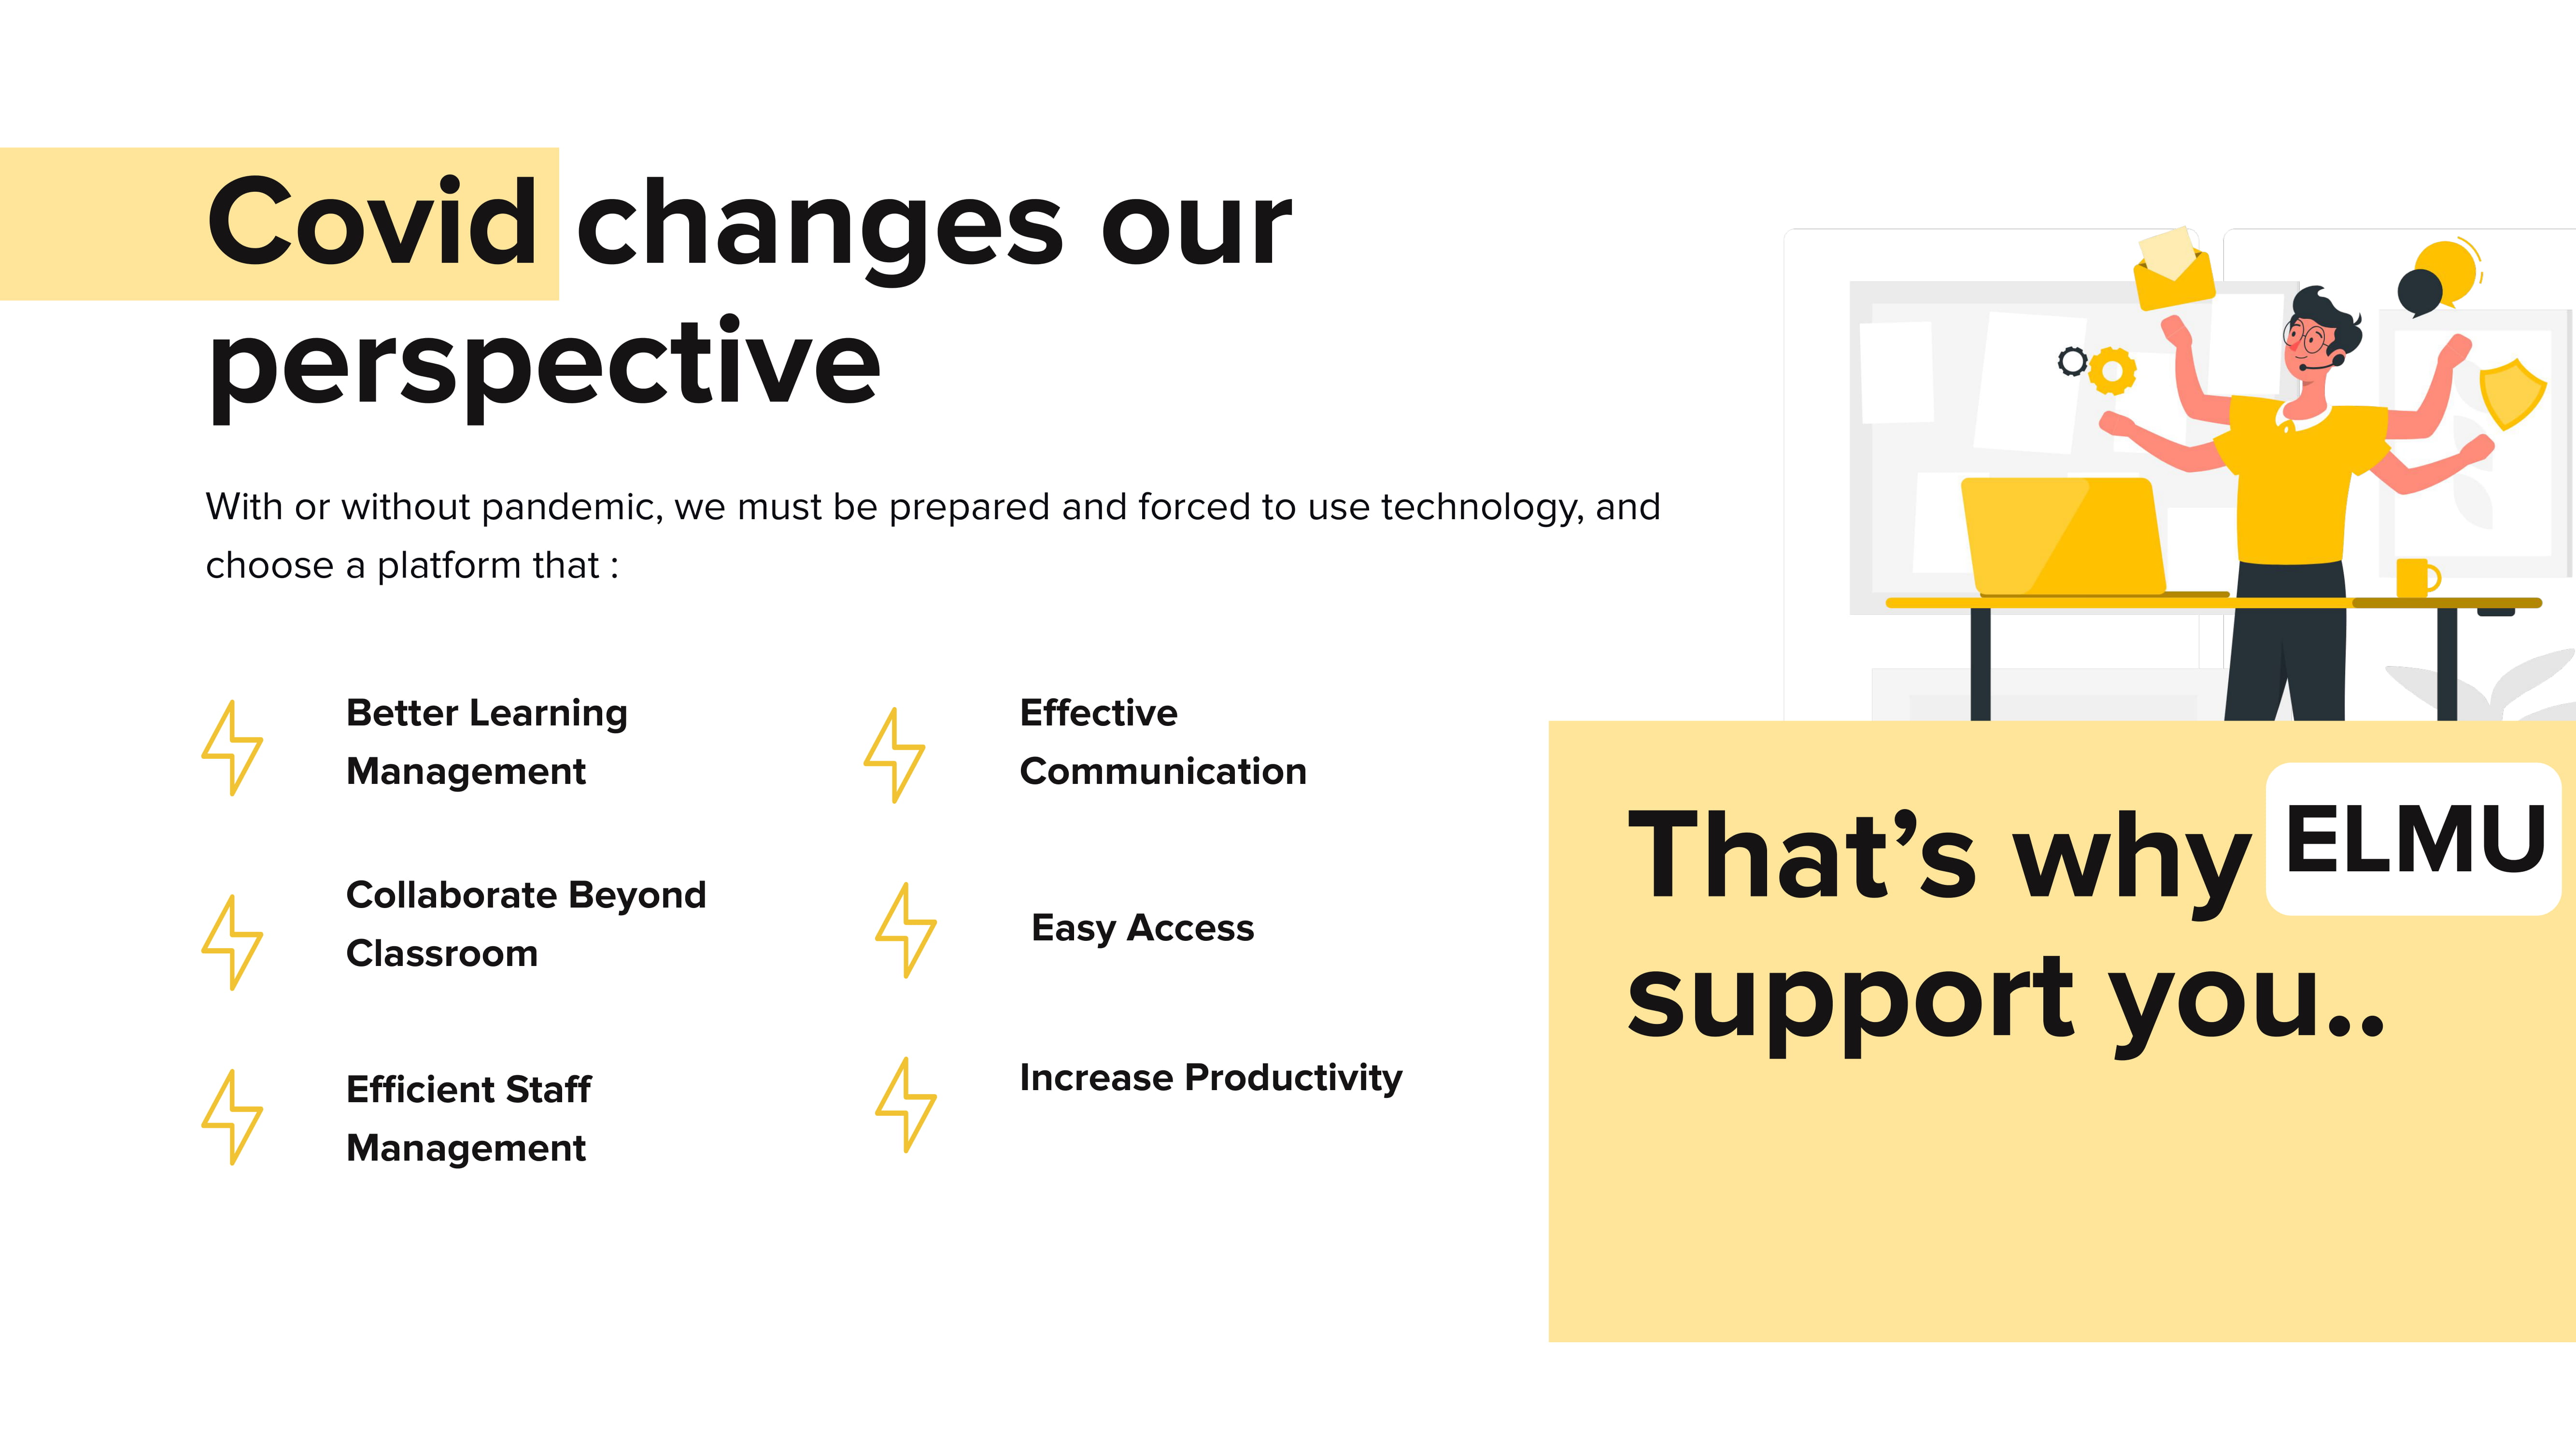 Covid changes our
perspective
With or without pandemic, we must be prepared and forced to use technology, and
choose a platform that :
Better Learning
Management
Effective
Communication
Collaborate Beyond
Classroom
Easy Access
Efficient Staff
Management
Increase Productivity
That’s why ELMU
support you..